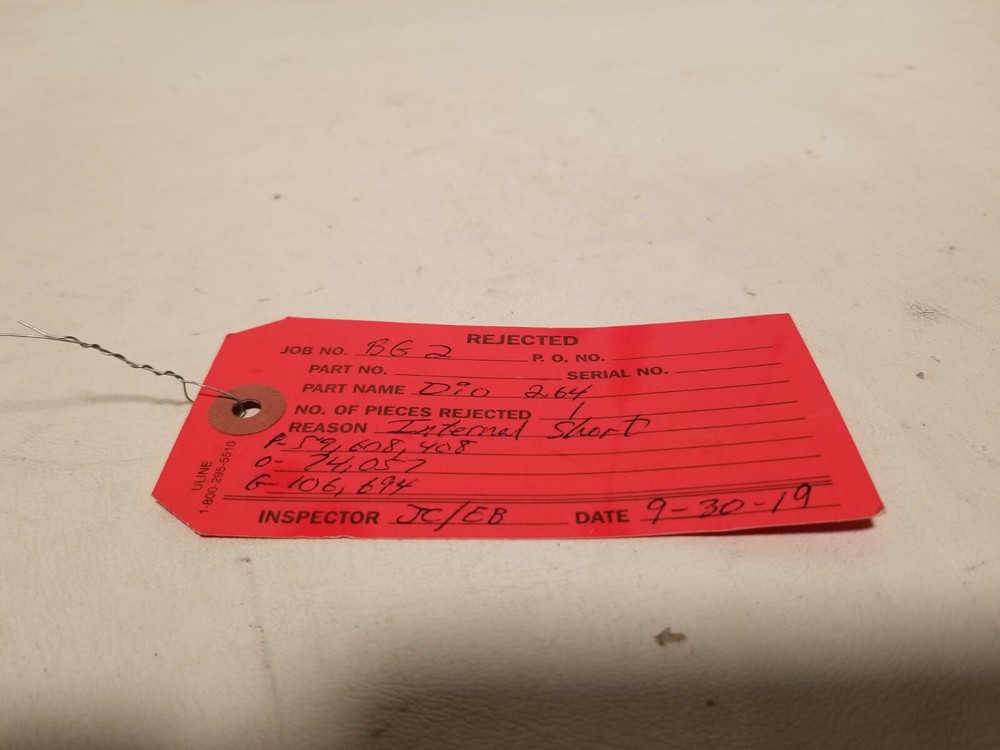 REJECTED
JOB NO. BG 2 P. O. NO.
PART NO. SERIAL NO.
PART NAME Dio 264
NO. OF PIECES REJECTED 1
REASON Internal Short
P- 59,608,408
O- 74,057
G- 106,694
INSPECTOR JC/EB DATE 9-30-19
ULINE
1-800-295-5510